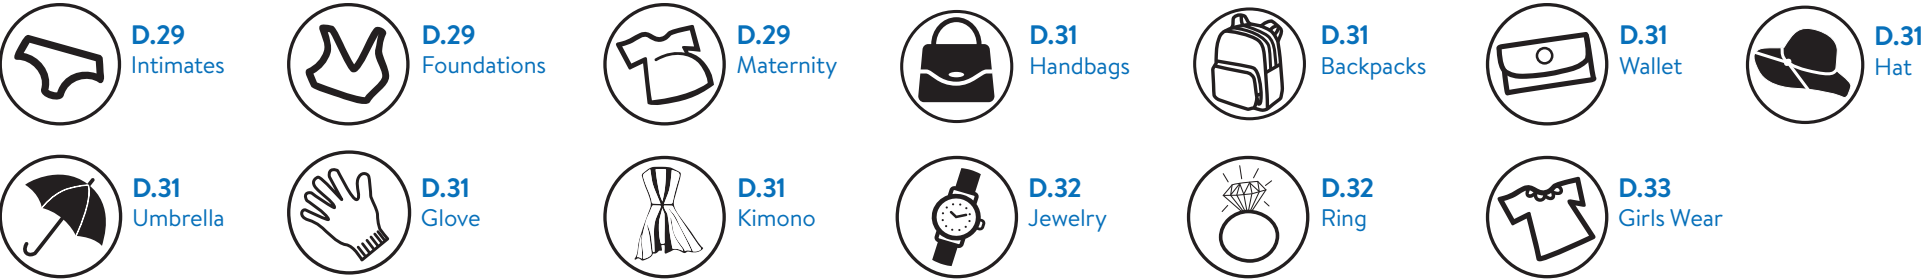 D.29
Intimates
D.29
Foundations
D.29
Maternity
D.31
Handbags
D.31
Backpacks
D.31
Wallet
D.31
Hat
D.31
Umbrella
D.31
Glove
D.31
Kimono
D.32
Jewelry
D.32
Ring
D.33
Girls Wear